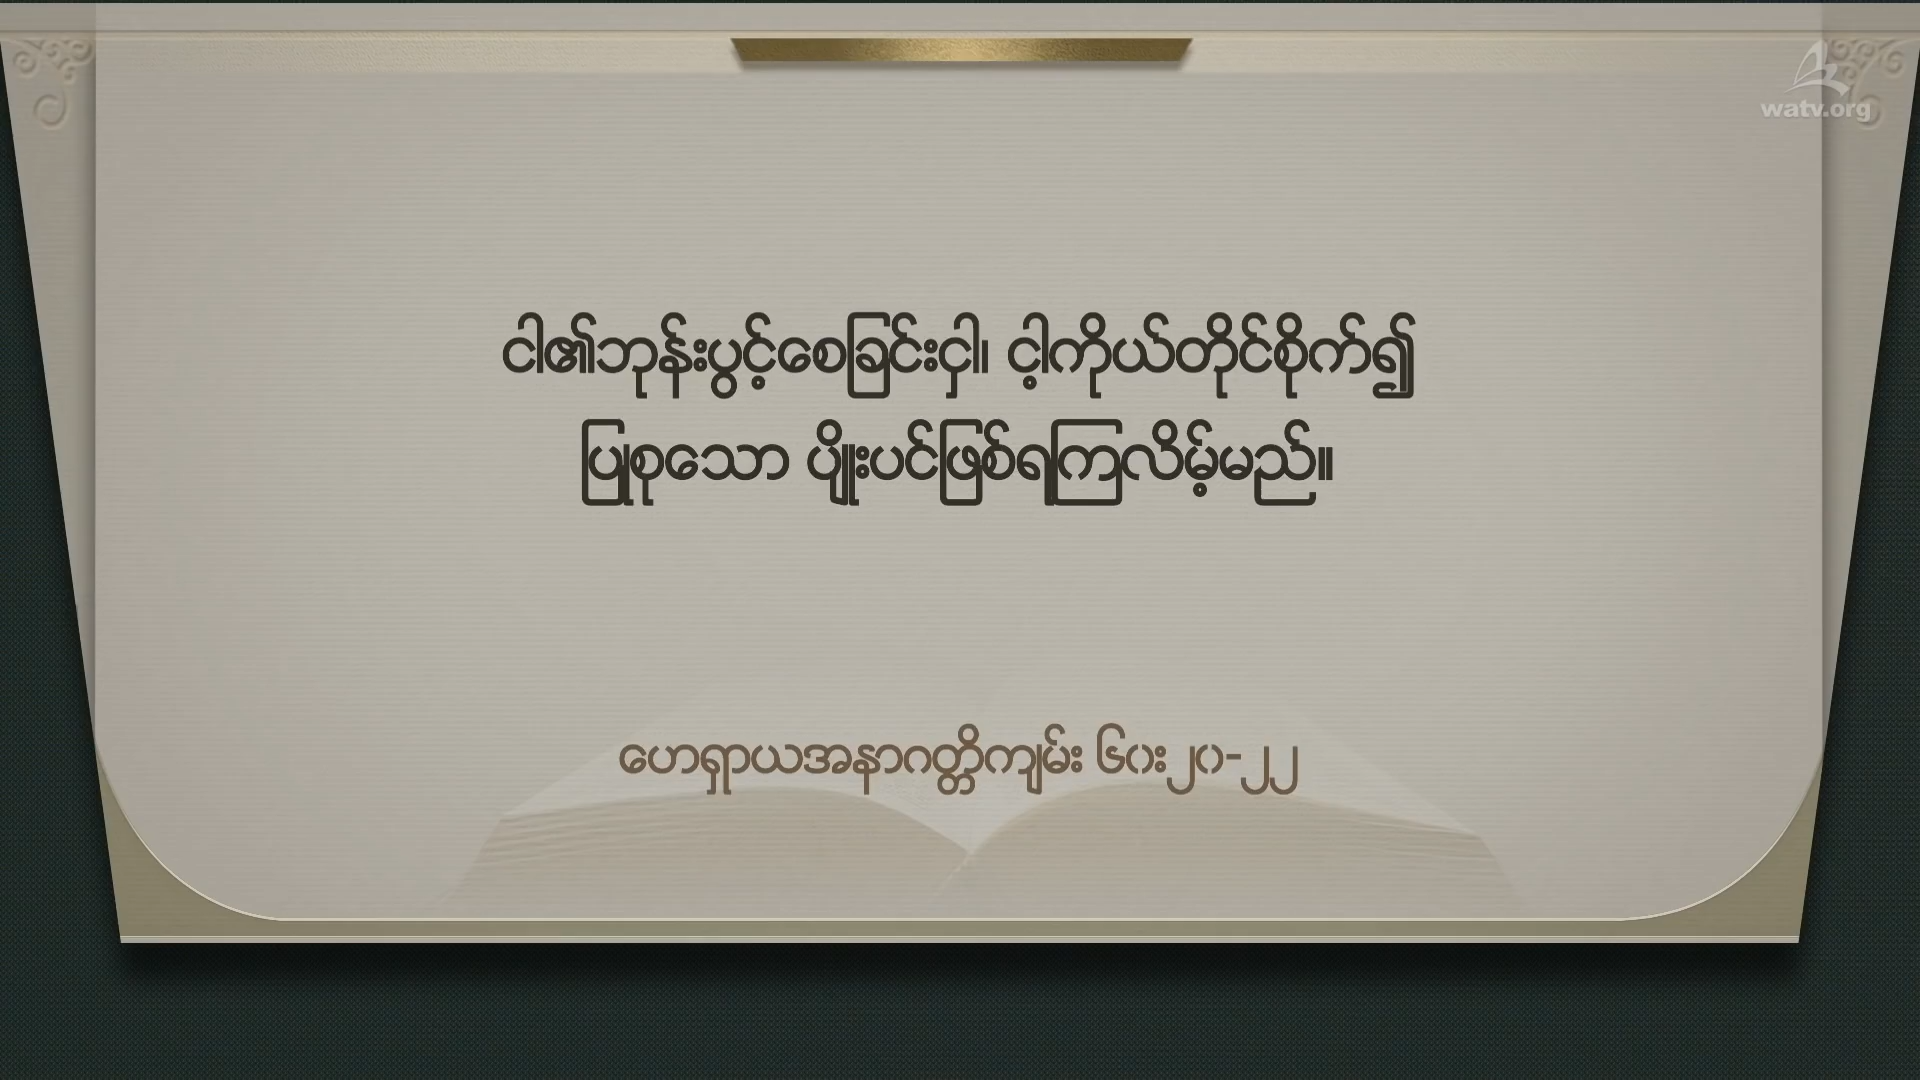 watv.org
ငါ၏ဘုန်းပွင့်စေခြင်းငှါ၊ ငါ့ကိုယ်တိုင်စိုက်၍
ပြုစုသော ပျိုးပင်ဖြစ်ရကြလိမ့်မည်။
ဟေရှာယအနာဂတ္တိကျမ်း ၆၀း၂၀-၂၂